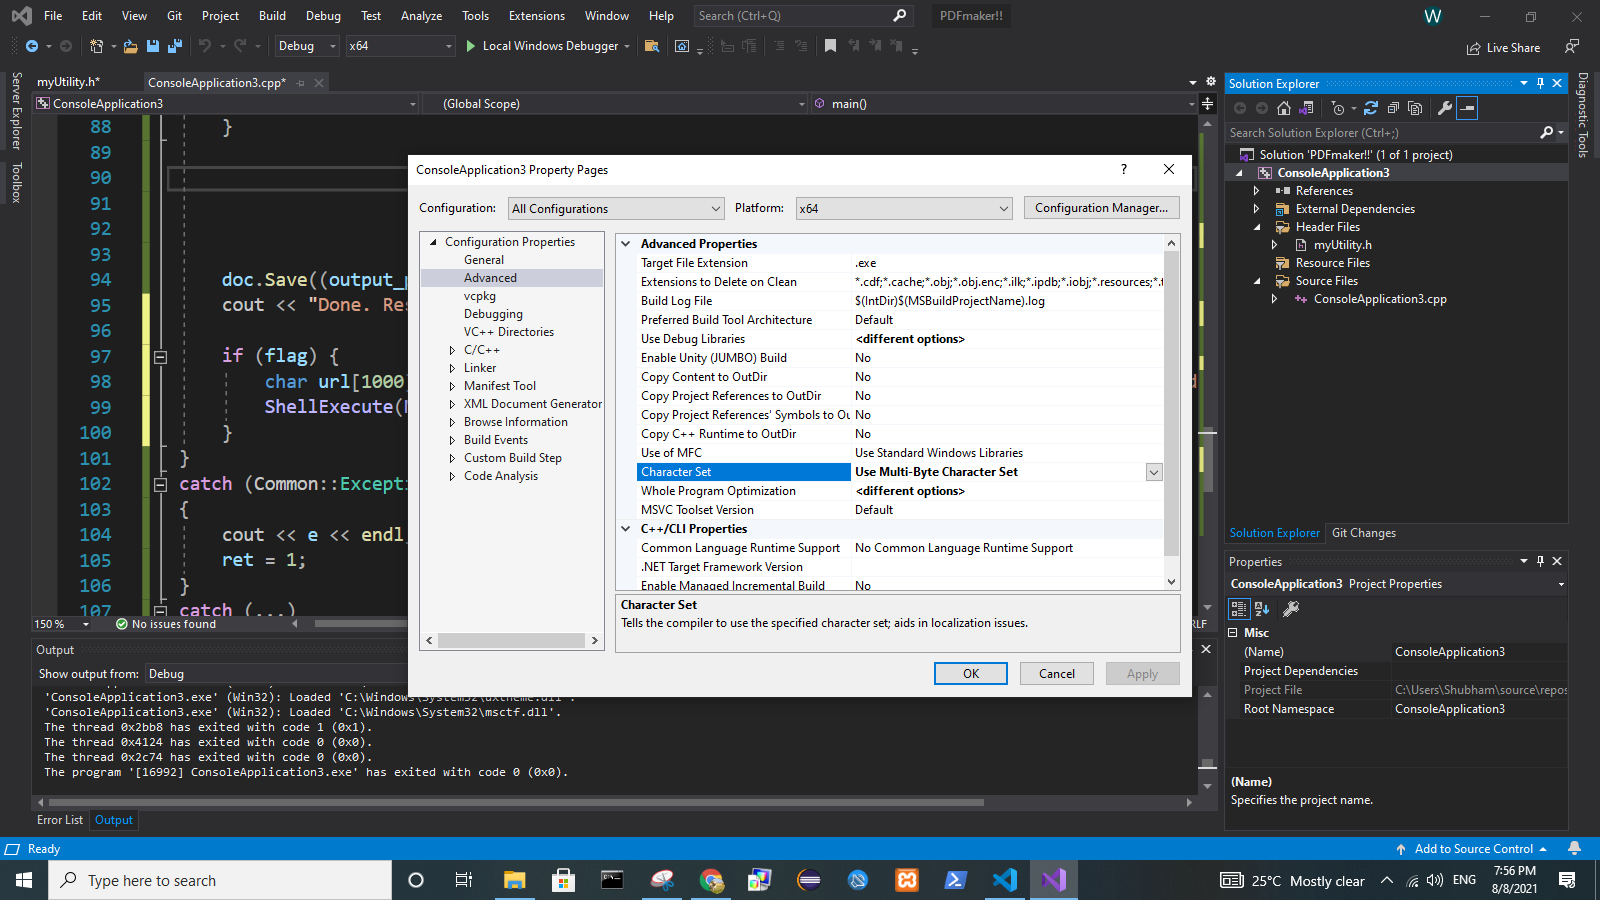 File Edit View Git Project Build Debug Test Analyze Tools Extensions Window Help Search (Ctrl+Q) PDFmaker!! W
Debug x64 Local Windows Debugger Live Share
Server Explorer
Toolbox
myUtility.h* ConsoleApplication3.cpp*
ConsoleApplication3 (Global Scope) main()
88 }
89
90
91
92
93
94 doc.Save((output_
95 cout << "Done. Res
96
97 if (flag) {
98 char url[1000]
99 ShellExecute(
100 }
101 }
102 catch (Common::Excepti
103 {
104 cout << e << endl
105 ret = 1;
106 }
107 catch (...)
150 % No issues found
ConsoleApplication3 Property Pages ?
Configuration: All Configurations Platform: x64 Configuration Manager...
Configuration Properties
General
Advanced
vcpkg
Debugging
VC++ Directories
C/C++
Linker
Manifest Tool
XML Document Generator
Browse Information
Build Events
Custom Build Step
Code Analysis
Advanced Properties
Target File Extension .exe
Extensions to Delete on Clean *.cdf;*.cache;*.obj;*.obj.enc;*.ilk;*.ipdb;*.iobj;*.resources;*.t
Build Log File $(IntDir)$(MSBuildProjectName).log
Preferred Build Tool Architecture Default
Use Debug Libraries <different options>
Enable Unity (JUMBO) Build No
Copy Content to OutDir No
Copy Project References to OutDir No
Copy Project References' Symbols to Ou No
Copy C++ Runtime to OutDir No
Use of MFC Use Standard Windows Libraries
Character Set Use Multi-Byte Character Set
Whole Program Optimization <different options>
MSVC Toolset Version Default
C++/CLI Properties
Common Language Runtime Support No Common Language Runtime Support
.NET Target Framework Version
Enable Managed Incremental Build No
Character Set
Tells the compiler to use the specified character set; aids in localization issues.
OK Cancel Apply
RLF
Output
Show output from: Debug
'ConsoleApplication3.exe' (Win32): Loaded 'C:\Windows\System32\uxtheme.dll'.
'ConsoleApplication3.exe' (Win32): Loaded 'C:\Windows\System32\msctf.dll'.
The thread 0x2bb8 has exited with code 1 (0x1).
The thread 0x4124 has exited with code 0 (0x0).
The thread 0x2c74 has exited with code 0 (0x0).
The program '[16992] ConsoleApplication3.exe' has exited with code 0 (0x0).
Error List Output
Solution Explorer
Search Solution Explorer (Ctrl+;)
Solution 'PDFmaker!!' (1 of 1 project)
ConsoleApplication3
References
External Dependencies
Header Files
myUtility.h
Resource Files
Source Files
ConsoleApplication3.cpp
Solution Explorer Git Changes
Properties
ConsoleApplication3 Project Properties
Misc
(Name) ConsoleApplication3
Project Dependencies
Project File C:\Users\Shubham\source\repos
Root Namespace ConsoleApplication3
(Name)
Specifies the project name.
Diagnostic Tools
Ready Add to Source Control
Type here to search 25°C Mostly clear ENG 7:56 PM
8/8/2021